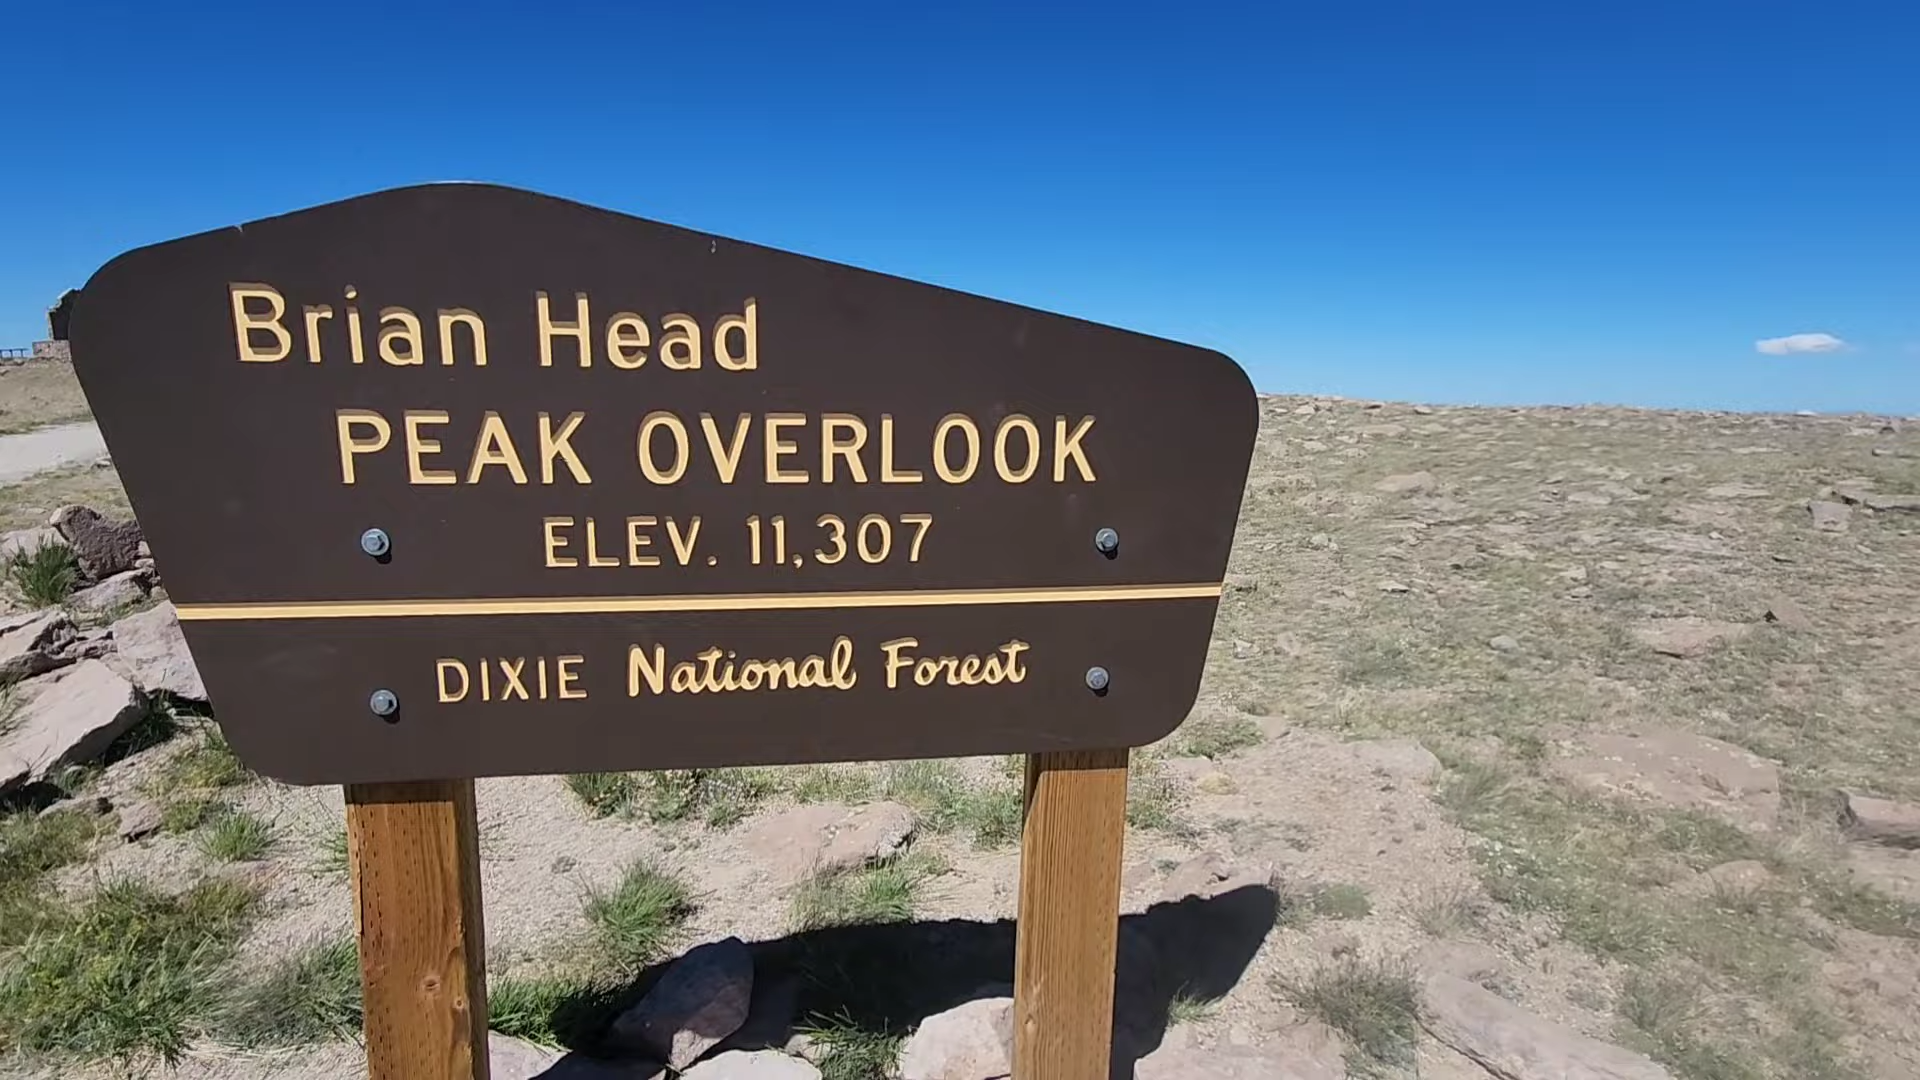 Brian Head
PEAK OVERLOOK
ELEV. 11,307
DIXIE National Forest